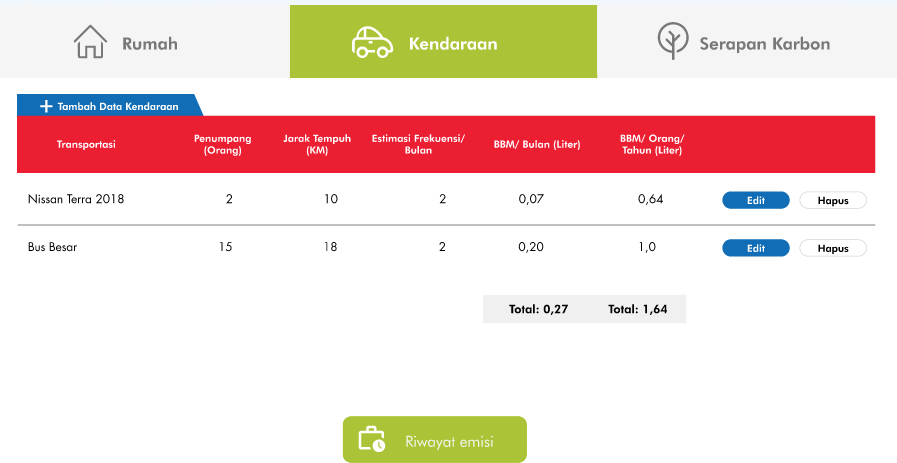 Rumah
Kendaraan
Serapan Karbon
+ Tambah Data Kendaraan
Transportasi
Penumpang
(Orang)
Jarak Tempuh
(KM)
Estimasi Frekuensi/
Bulan
BBM/ Bulan (Liter)
BBM/ Orang/
Tahun (Liter)
Nissan Terra 2018 2 10 2 0,07 0,64 Edit Hapus
Bus Besar 15 18 2 0,20 1,0 Edit Hapus
Total: 0,27 Total: 1,64
Riwayat emisi